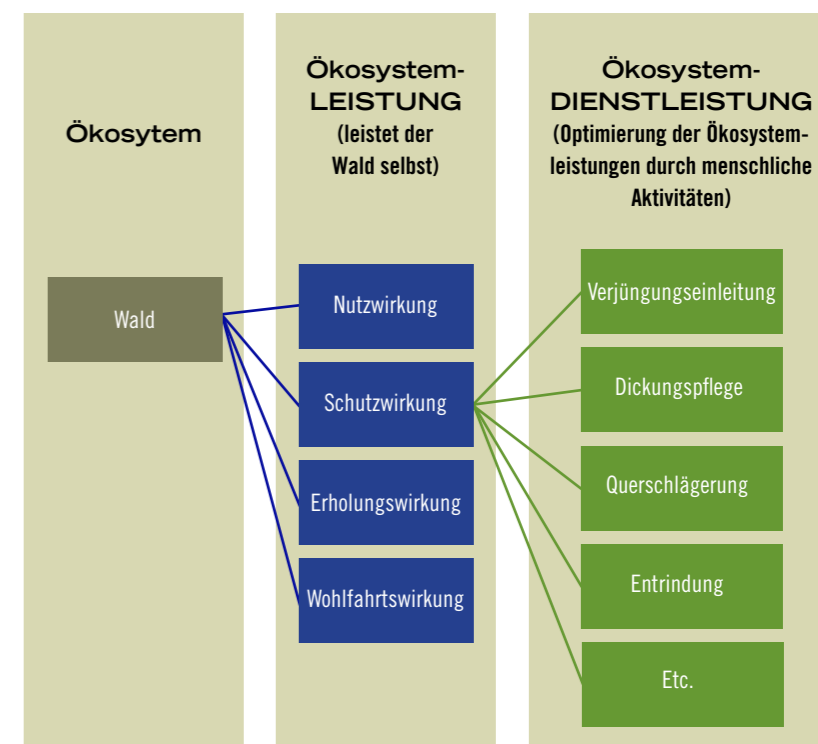 Ökosytem
Ökosystem-
LEISTUNG
(leistet der
Wald selbst)
Ökosystem-
DIENSTLEISTUNG
(Optimierung der Ökosystem-
leistungen durch menschliche
Aktivitäten)
Wald
Nutzwirkung
Schutzwirkung
Erholungswirkung
Wohlfahrtswirkung
Verjüngungseinleitung
Dickungspflege
Querschlägerung
Entrindung
Etc.